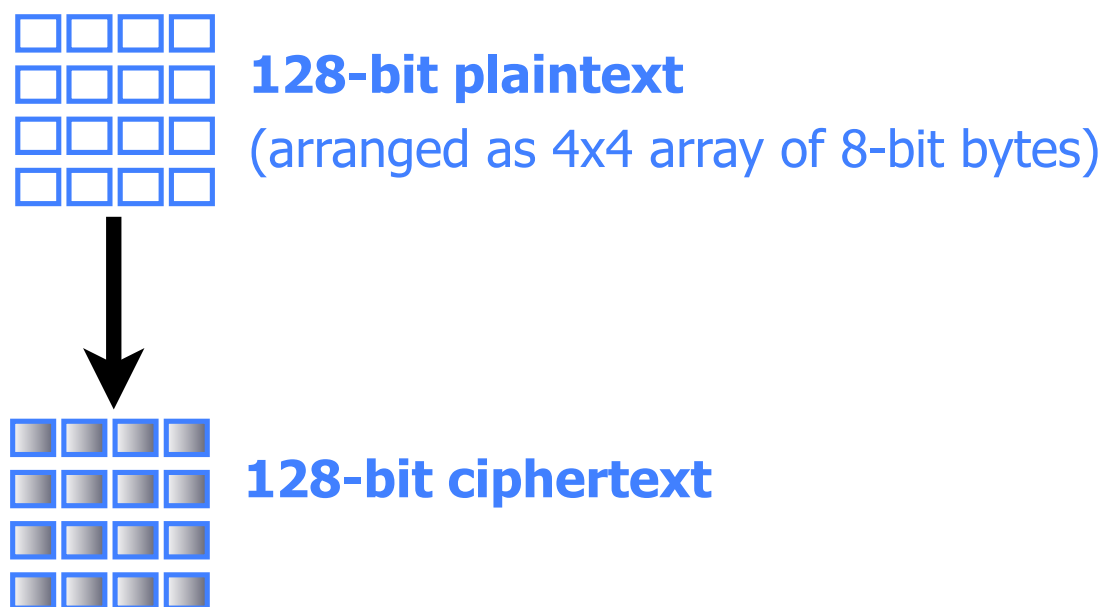 128-bit plaintext
(arranged as 4x4 array of 8-bit bytes)
128-bit ciphertext